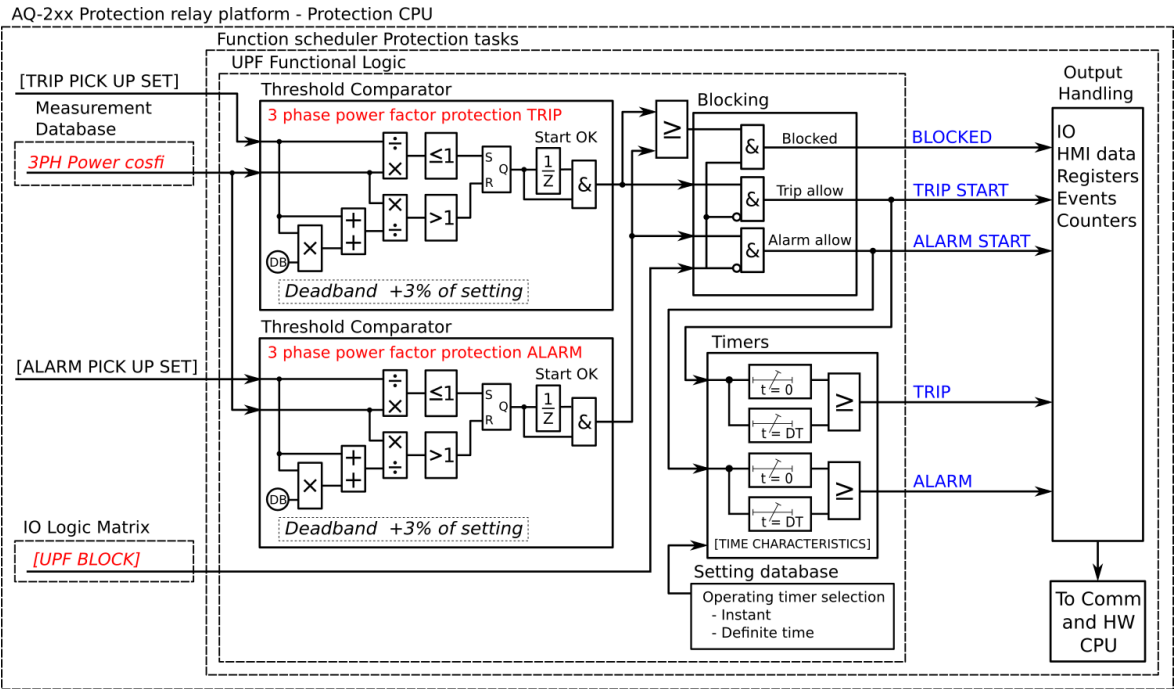 AQ-2xx Protection relay platform - Protection CPU
Function scheduler Protection tasks
UPF Functional Logic
[TRIP PICK UP SET]
Measurement
Database
3PH Power cosfi
Threshold Comparator
3 phase power factor protection TRIP
÷
×
≤1
S
Q
R
Start OK
1
Z
&
×
÷
>1
+
+
×
DB
Deadband +3% of setting
≥
Blocking
&
Blocked
&
Trip allow
&
Alarm allow
BLOCKED
TRIP START
ALARM START
Output
Handling
IO
HMI data
Registers
Events
Counters
[ALARM PICK UP SET]
Threshold Comparator
3 phase power factor protection ALARM
÷
×
≤1
S
Q
R
Start OK
1
Z
&
×
÷
>1
+
+
×
DB
Deadband +3% of setting
Timers
t = 0
t = DT
≥
TRIP
t = 0
t = DT
≥
ALARM
[TIME CHARACTERISTICS]
IO Logic Matrix
[UPF BLOCK]
Setting database
Operating timer selection
- Instant
- Definite time
To Comm
and HW
CPU